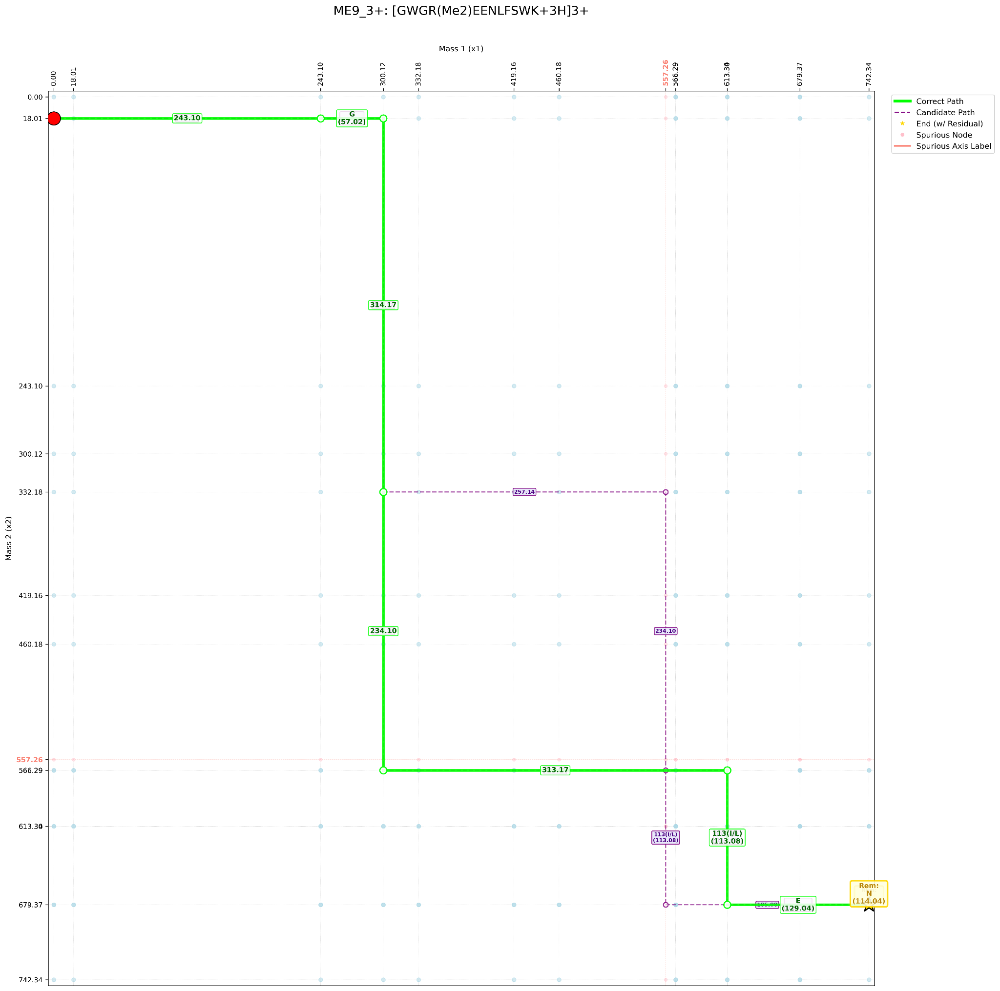 ME9_3+: [GWGR(Me2)EENLFSWK+3H]3+
Mass 1 (x1)
0.00
18.01
243.10
300.12
332.18
419.16
460.18
557.26
566.29
679.37
742.34
Correct Path
Candidate Path
End (w/ Residual)
Spurious Node
Spurious Axis Label
Mass 2 (x2)
0.00
18.01
243.10
300.12
332.18
419.16
460.18
557.26
566.29
679.37
742.34
243.10
G
(57.02)
314.17
257.14
234.10
234.10
313.17
113(I/L)
(113.08)
113(I/L)
(113.08)
E
(129.04)
Rem:
N
(114.04)